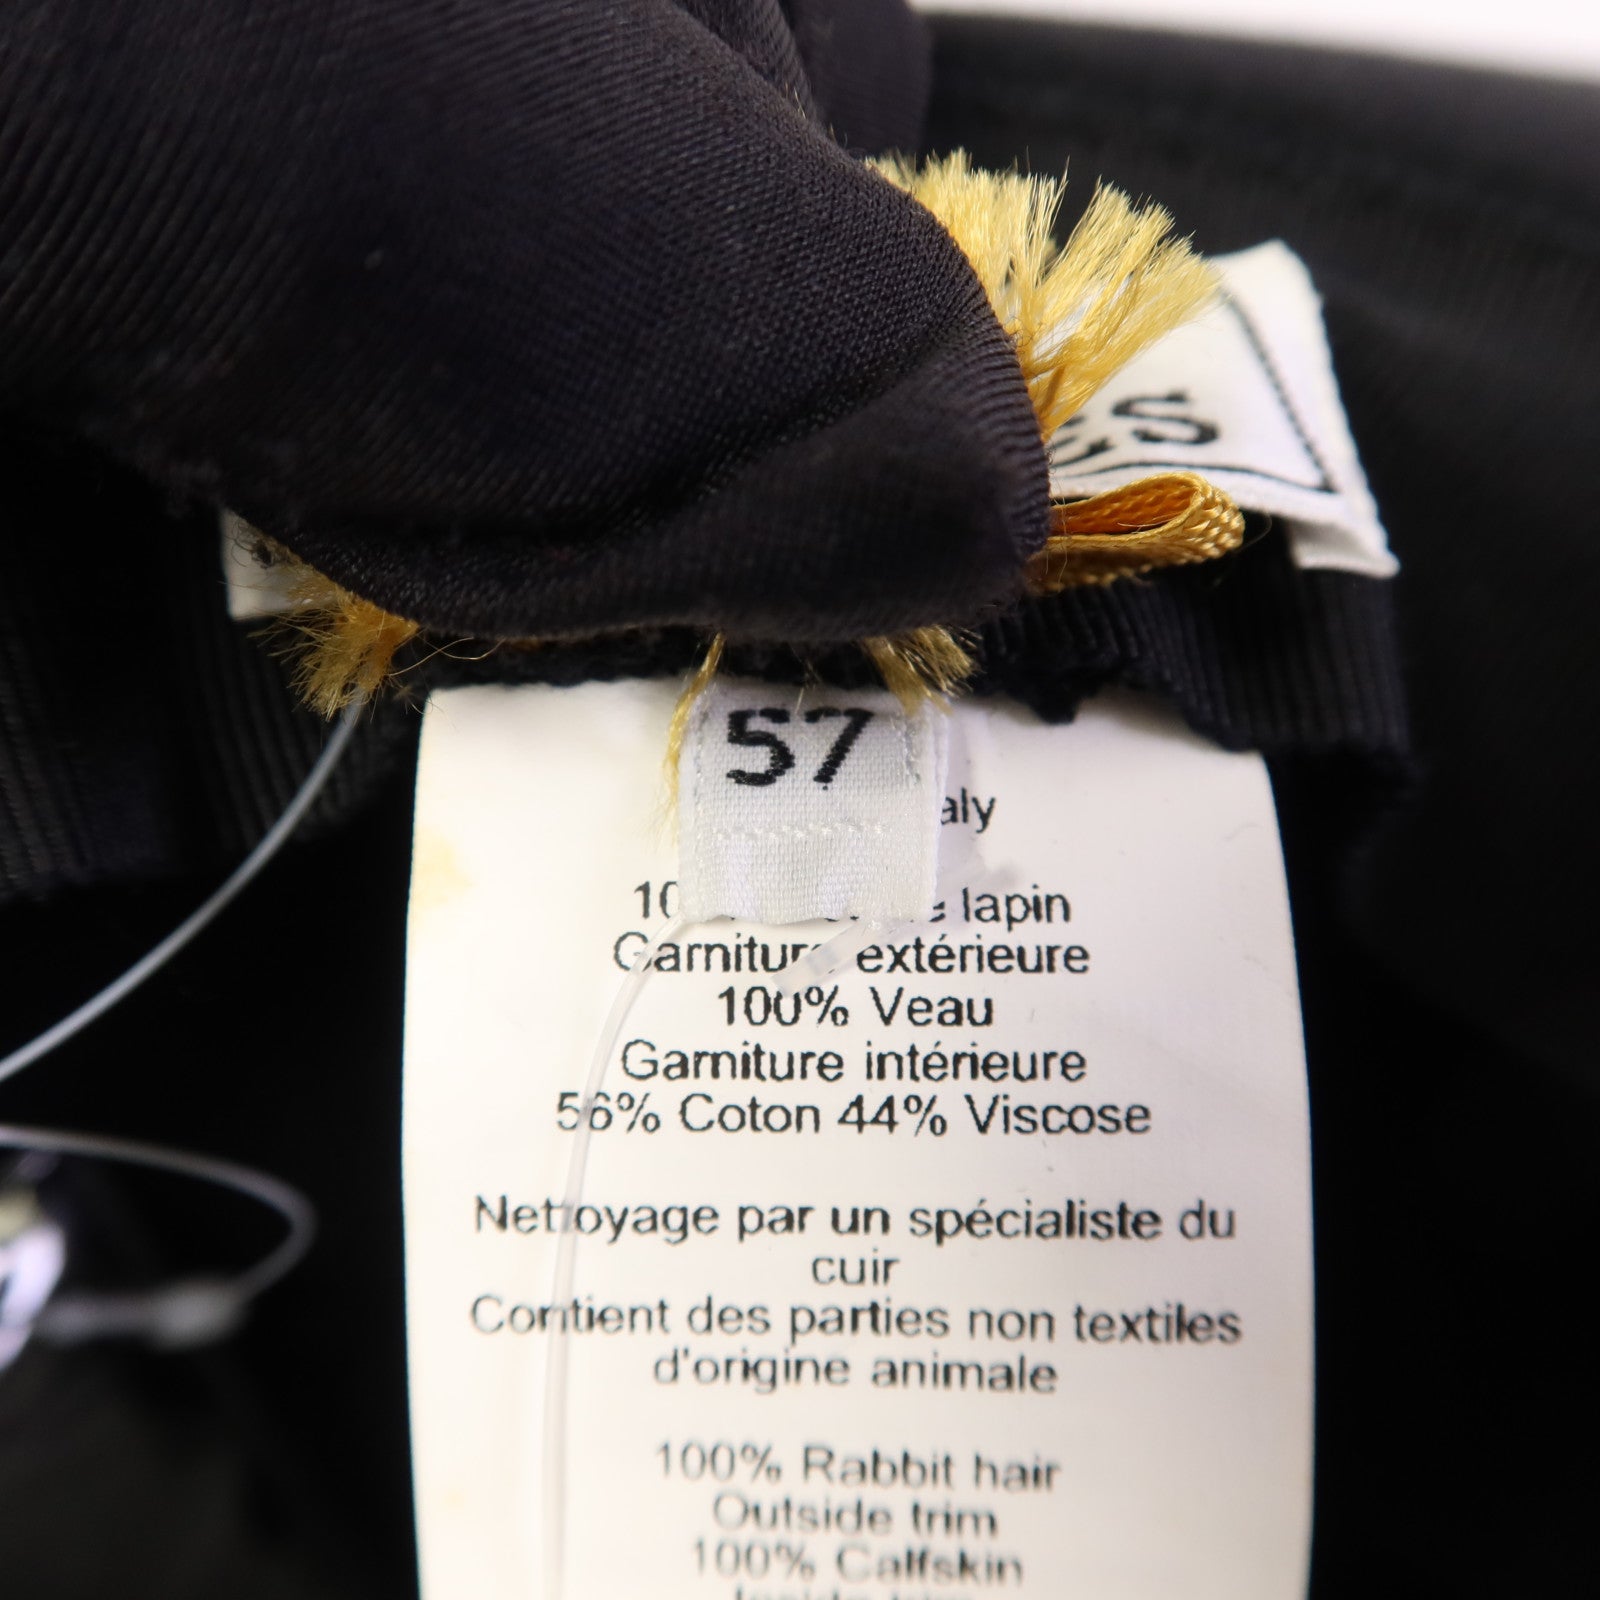 57
lapin
Garniture extérieure
100% Veau
Garniture intérieure
56% Coton 44% Viscose
Nettoyage par un spécialiste du
cuir
Contient des parties non textiles
d'origine animale
100% Rabbit hair
Outside trim
100% Calfskin